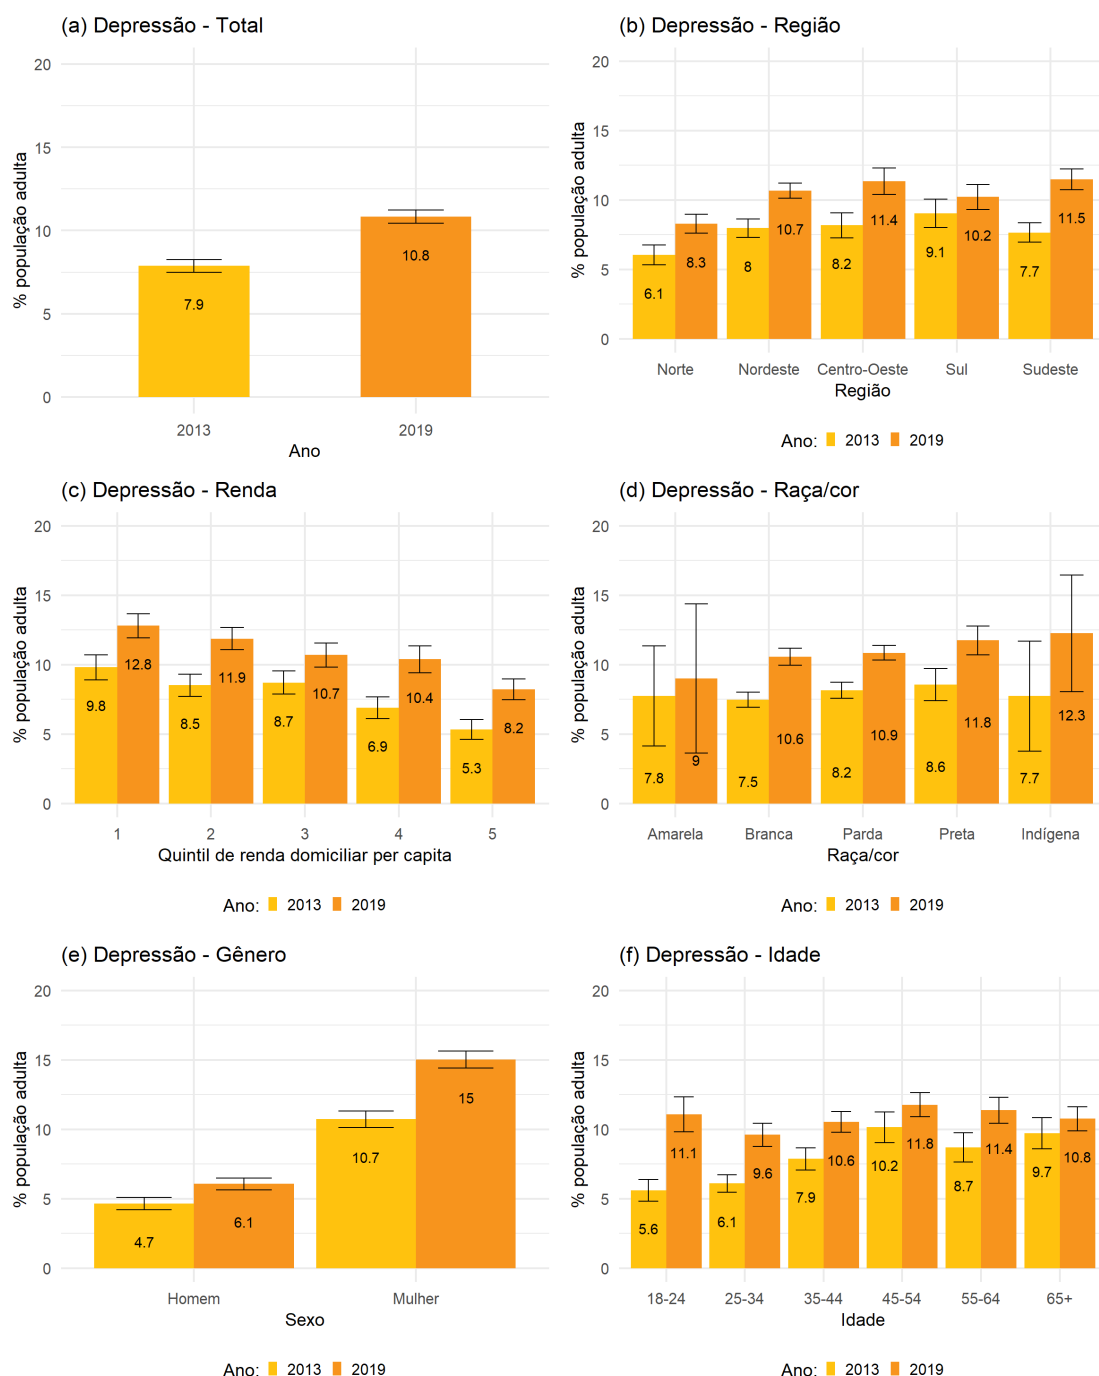 (a) Depressão - Total
% população adulta
20
15
10
5
0
7.9
10.8
2013
2019
Ano
(b) Depressão - Região
% população adulta
20
15
10
5
0
6.1
8.3
8
10.7
8.2
11.4
9.1
10.2
7.7
11.5
Norte
Nordeste
Centro-Oeste
Sul
Sudeste
Região
Ano: 2013 2019
(c) Depressão - Renda
% população adulta
20
15
10
5
0
9.8
12.8
8.5
11.9
8.7
10.7
6.9
10.4
5.3
8.2
1
2
3
4
5
Quintil de renda domiciliar per capita
Ano: 2013 2019
(d) Depressão - Raça/cor
% população adulta
20
15
10
5
0
7.8
9
7.5
10.6
8.2
10.9
8.6
11.8
7.7
12.3
Amarela
Branca
Parda
Preta
Indígena
Raça/cor
Ano: 2013 2019
(e) Depressão - Gênero
% população adulta
20
15
10
5
0
4.7
6.1
10.7
15
Homem
Mulher
Sexo
Ano: 2013 2019
(f) Depressão - Idade
% população adulta
20
15
10
5
0
5.6
11.1
6.1
9.6
7.9
10.6
10.2
11.8
8.7
11.4
9.7
10.8
18-24
25-34
35-44
45-54
55-64
65+
Idade
Ano: 2013 2019